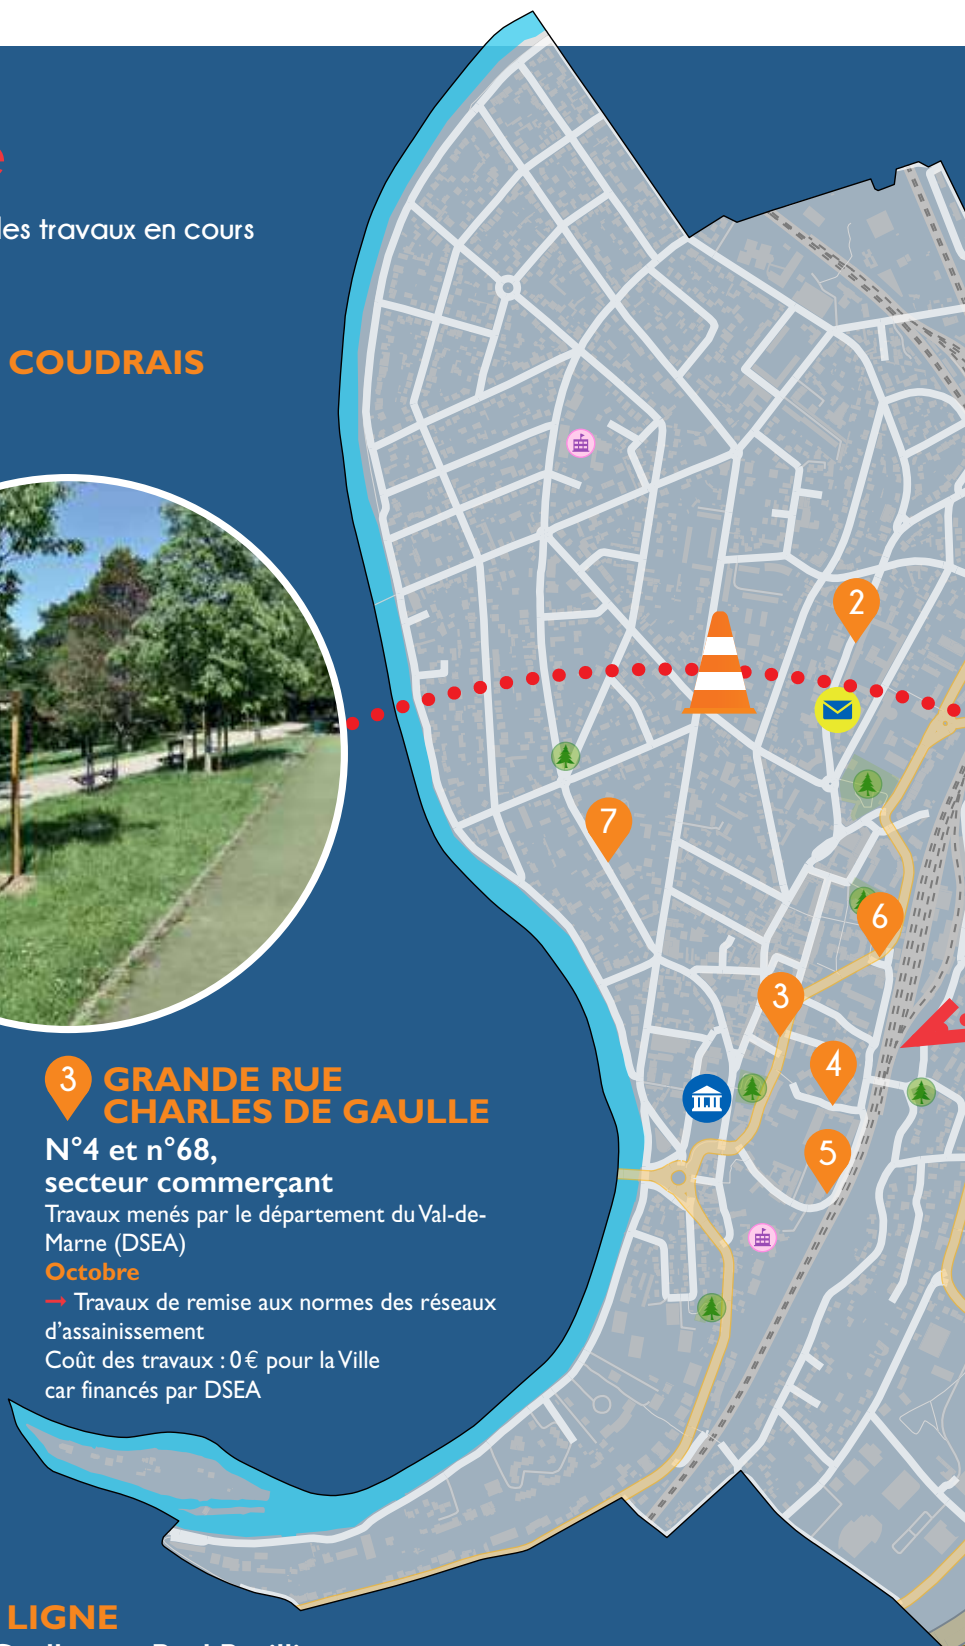 les travaux en cours
COUDRAIS
2
7
6
3
4
5
3 GRANDE RUE
CHARLES DE GAULLE
N°4 et n°68,
secteur commerçant
Travaux menés par le département du Val-de-
Marne (DSEA)
Octobre
→ Travaux de remise aux normes des réseaux
d'assainissement
Coût des travaux : 0 € pour la Ville
car financés par DSEA
LIGNE